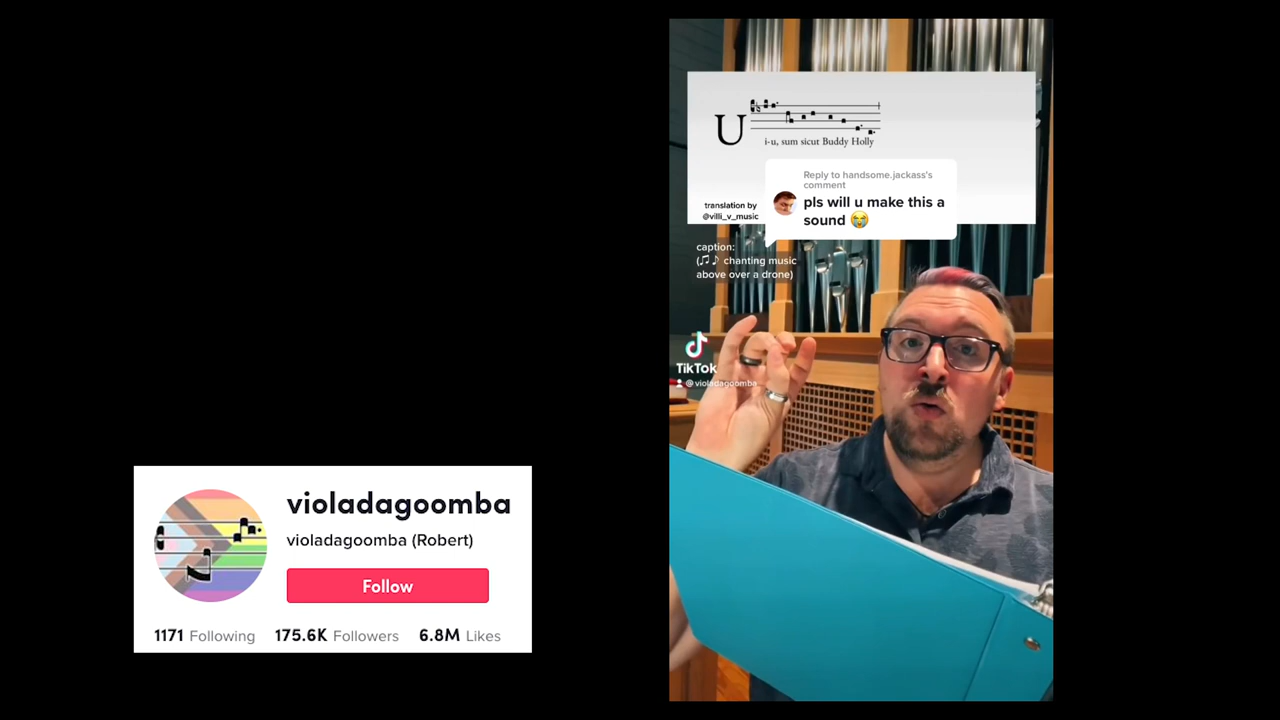 violadagoomba
violadagoomba (Robert)
Follow
1171 Following 175.6K Followers 6.8M Likes
U
i-u, sum sicut Buddy Holly
Reply to handsome.jackass's
comment
pls will u make this a
sound 😭
translation by
@villi_v_music
caption:
(🎵♪ chanting music
above over a drone)
TikTok
@violadagoomba